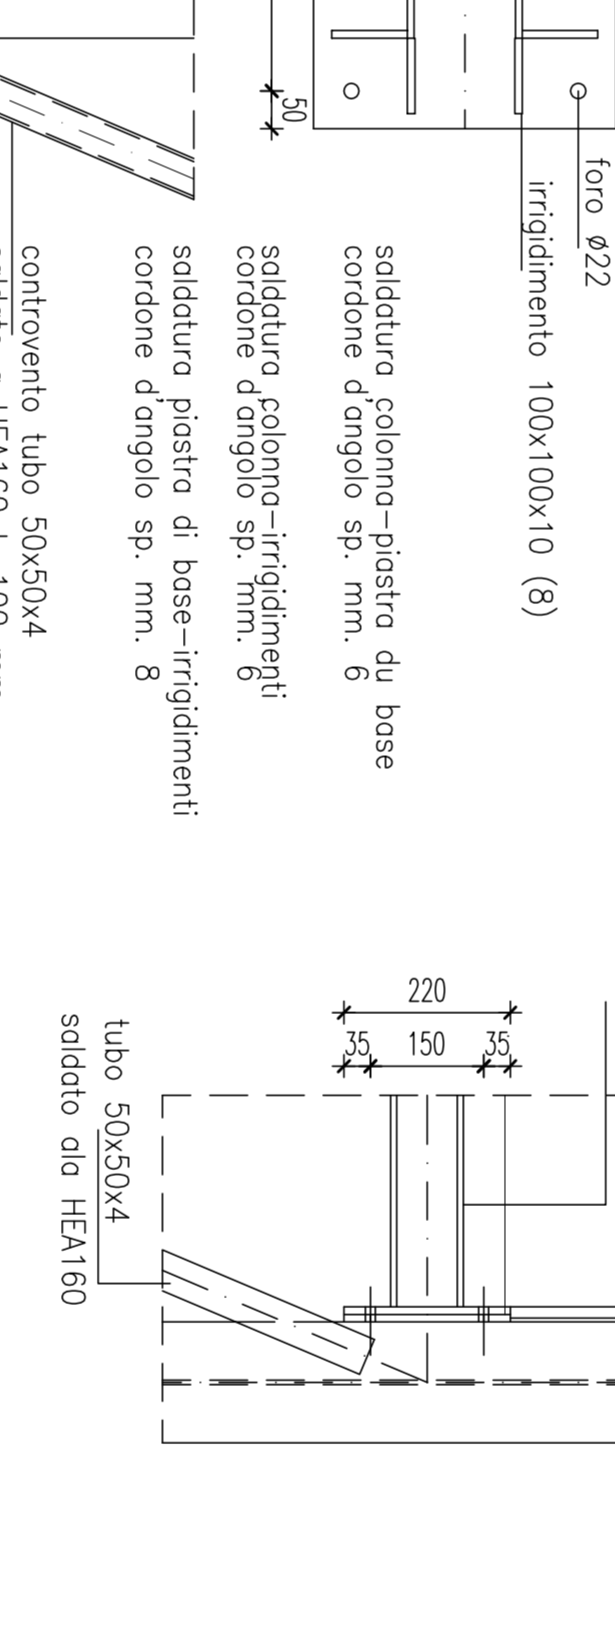 foro ø22
irrigidimento 100x100x10 (8)
50
saldatura colonna-piastra du base
cordone d'angolo sp. mm. 6
saldatura colonna-irrigidimenti
cordone d'angolo sp. mm. 6
saldatura piastra di base-irrigidimenti
cordone d'angolo sp. mm. 8
controvento tubo 50x50x4
220
35 150 35
tubo 50x50x4
saldato ala HEA160